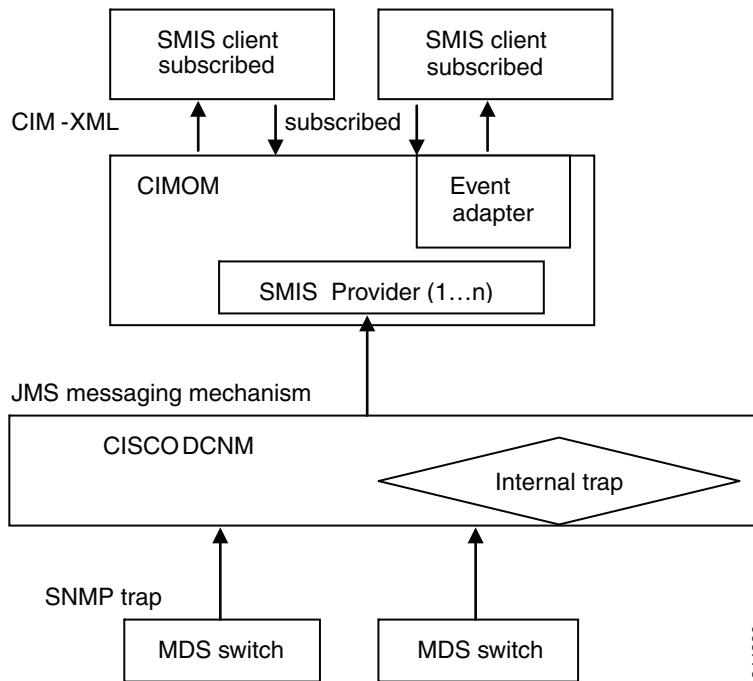 SMIS client
subscribed
SMIS client
subscribed
CIM -XML
subscribed
CIMOM
Event
adapter
SMIS Provider (1...n)
JMS messaging mechanism
CISCO DCNM
Internal trap
SNMP trap
MDS switch
MDS switch